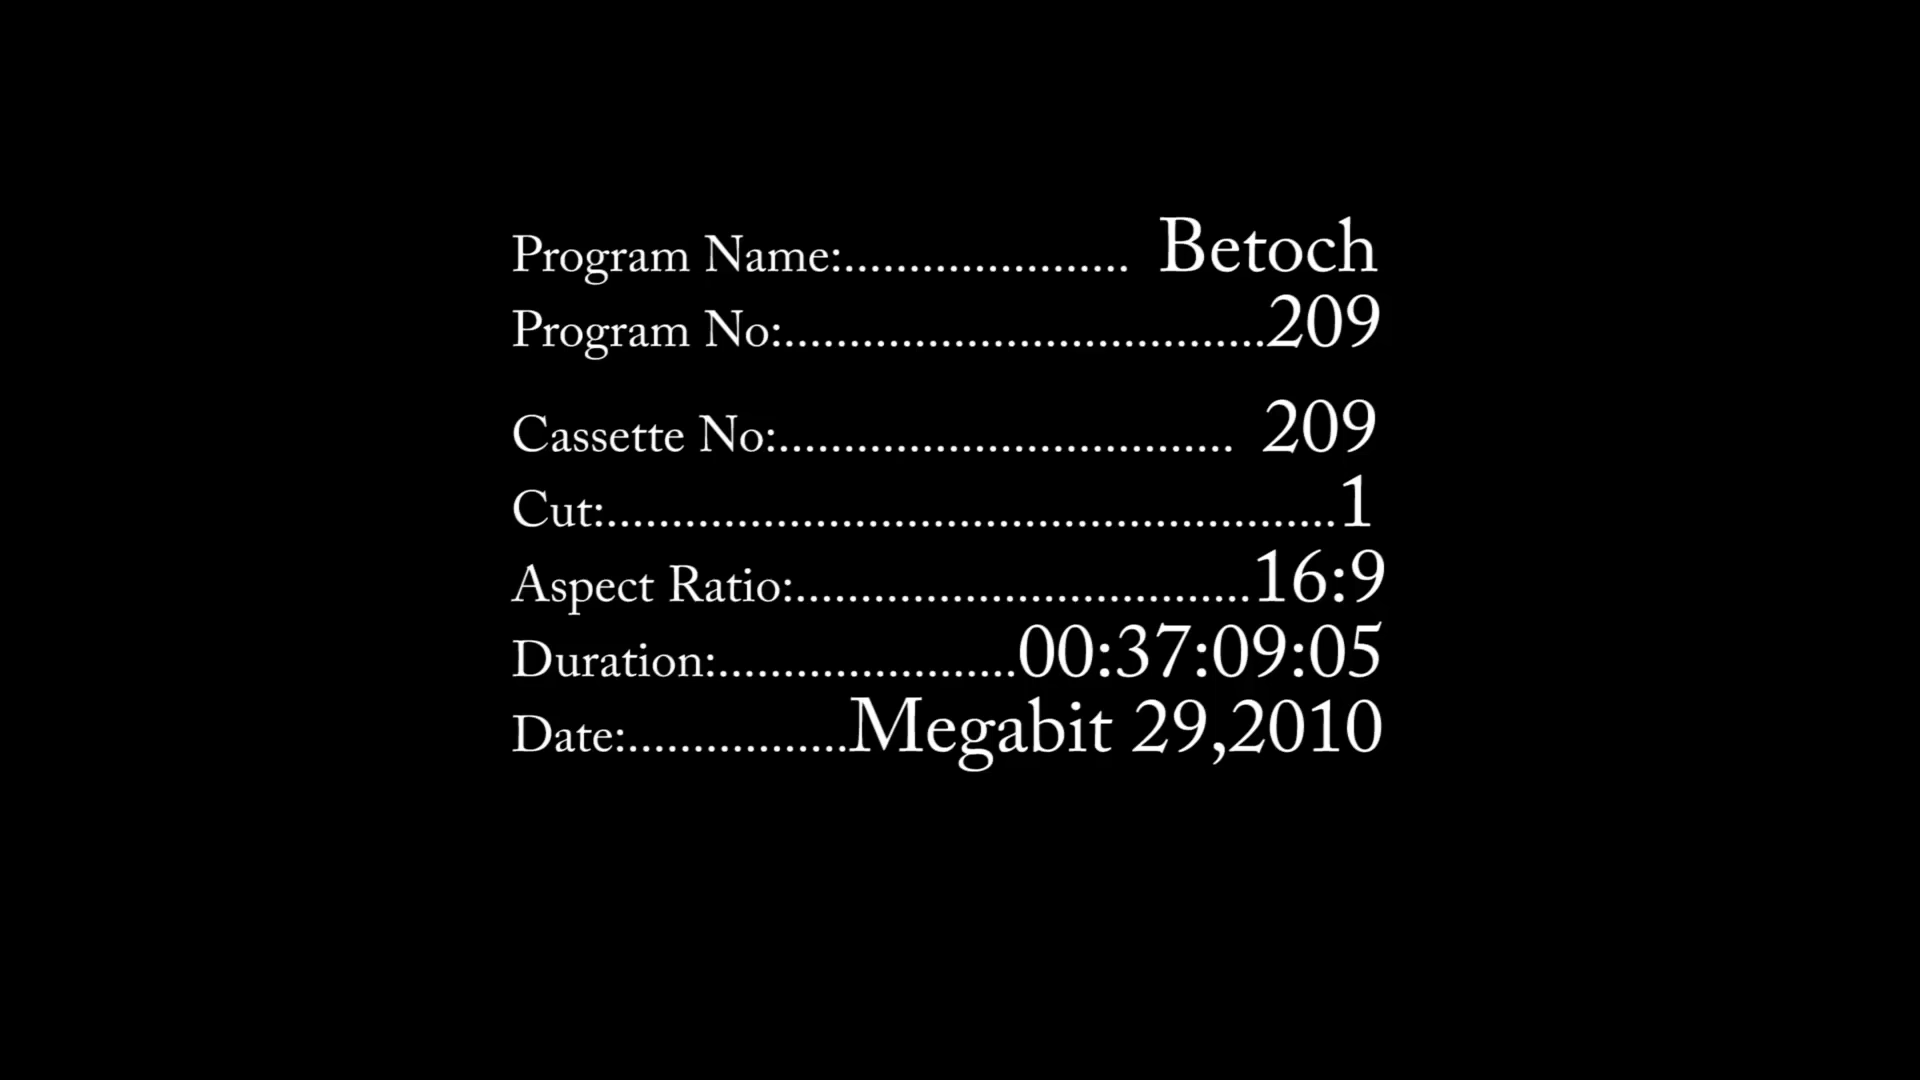 Program Name:...................... Betoch
Program No:.....................................209
Cassette No:................................... 209
Cut:........................................................1
Aspect Ratio:...................................16:9
Duration:.......................00:37:09:05
Date:.................Megabit 29,2010